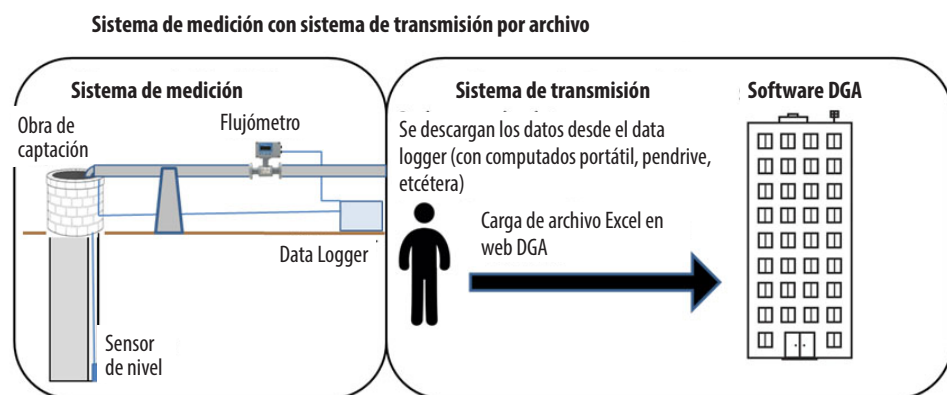 Sistema de medición con sistema de transmisión por archivo
Sistema de medición
Obra de
captación
Flujómetro
Data Logger
Sensor
de nivel
Sistema de transmisión
Se descargan los datos desde el data
logger (con computados portátil, pendrive,
etcétera)
Carga de archivo Excel en
web DGA
Software DGA